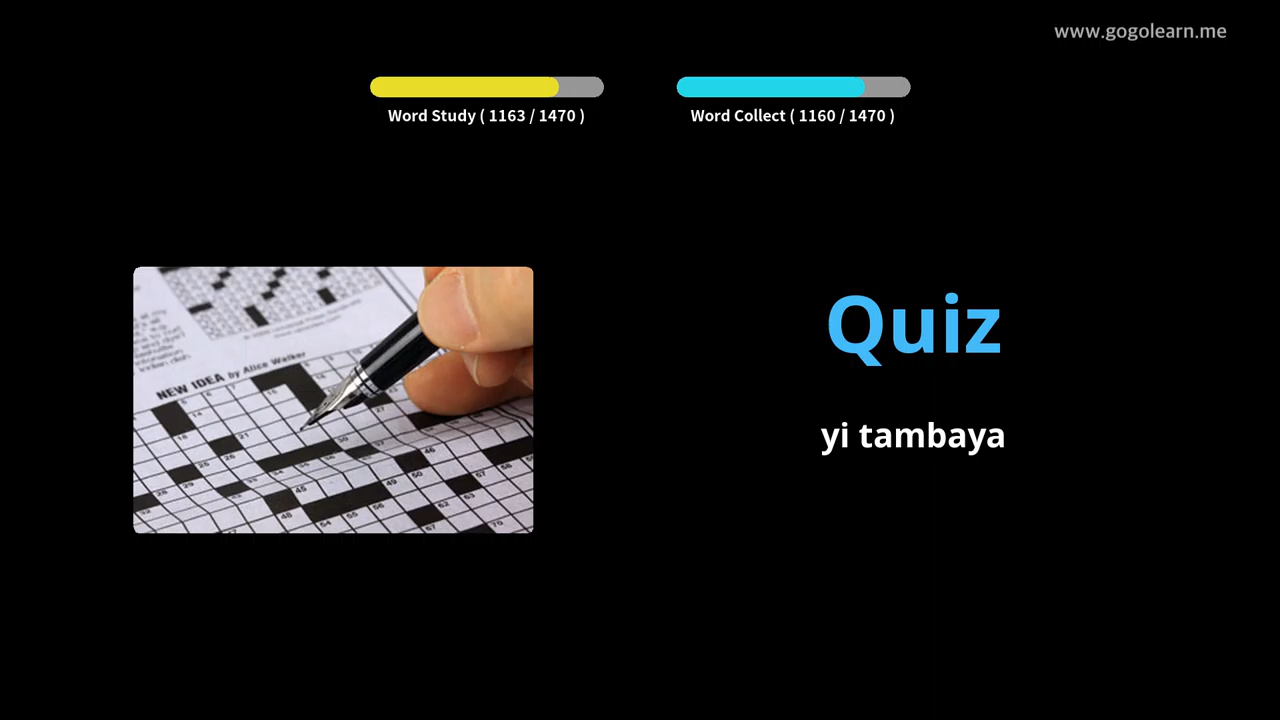 www.gogolearn.me
Word Study ( 1163 / 1470 )
Word Collect ( 1160 / 1470 )
NEW IDEA by Alice Walker
Quiz
yi tambaya